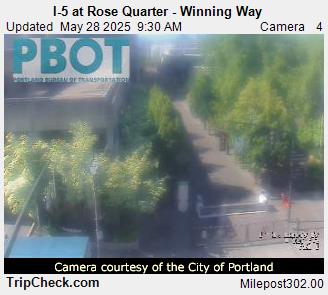 I-5 at Rose Quarter - Winning Way
Updated May 28 2025 9:30 AM Camera 4
PBOT
PORTLAND BUREAU OF TRANSPORTATION
Camera courtesy of the City of Portland
TripCheck.com Milepost302.00